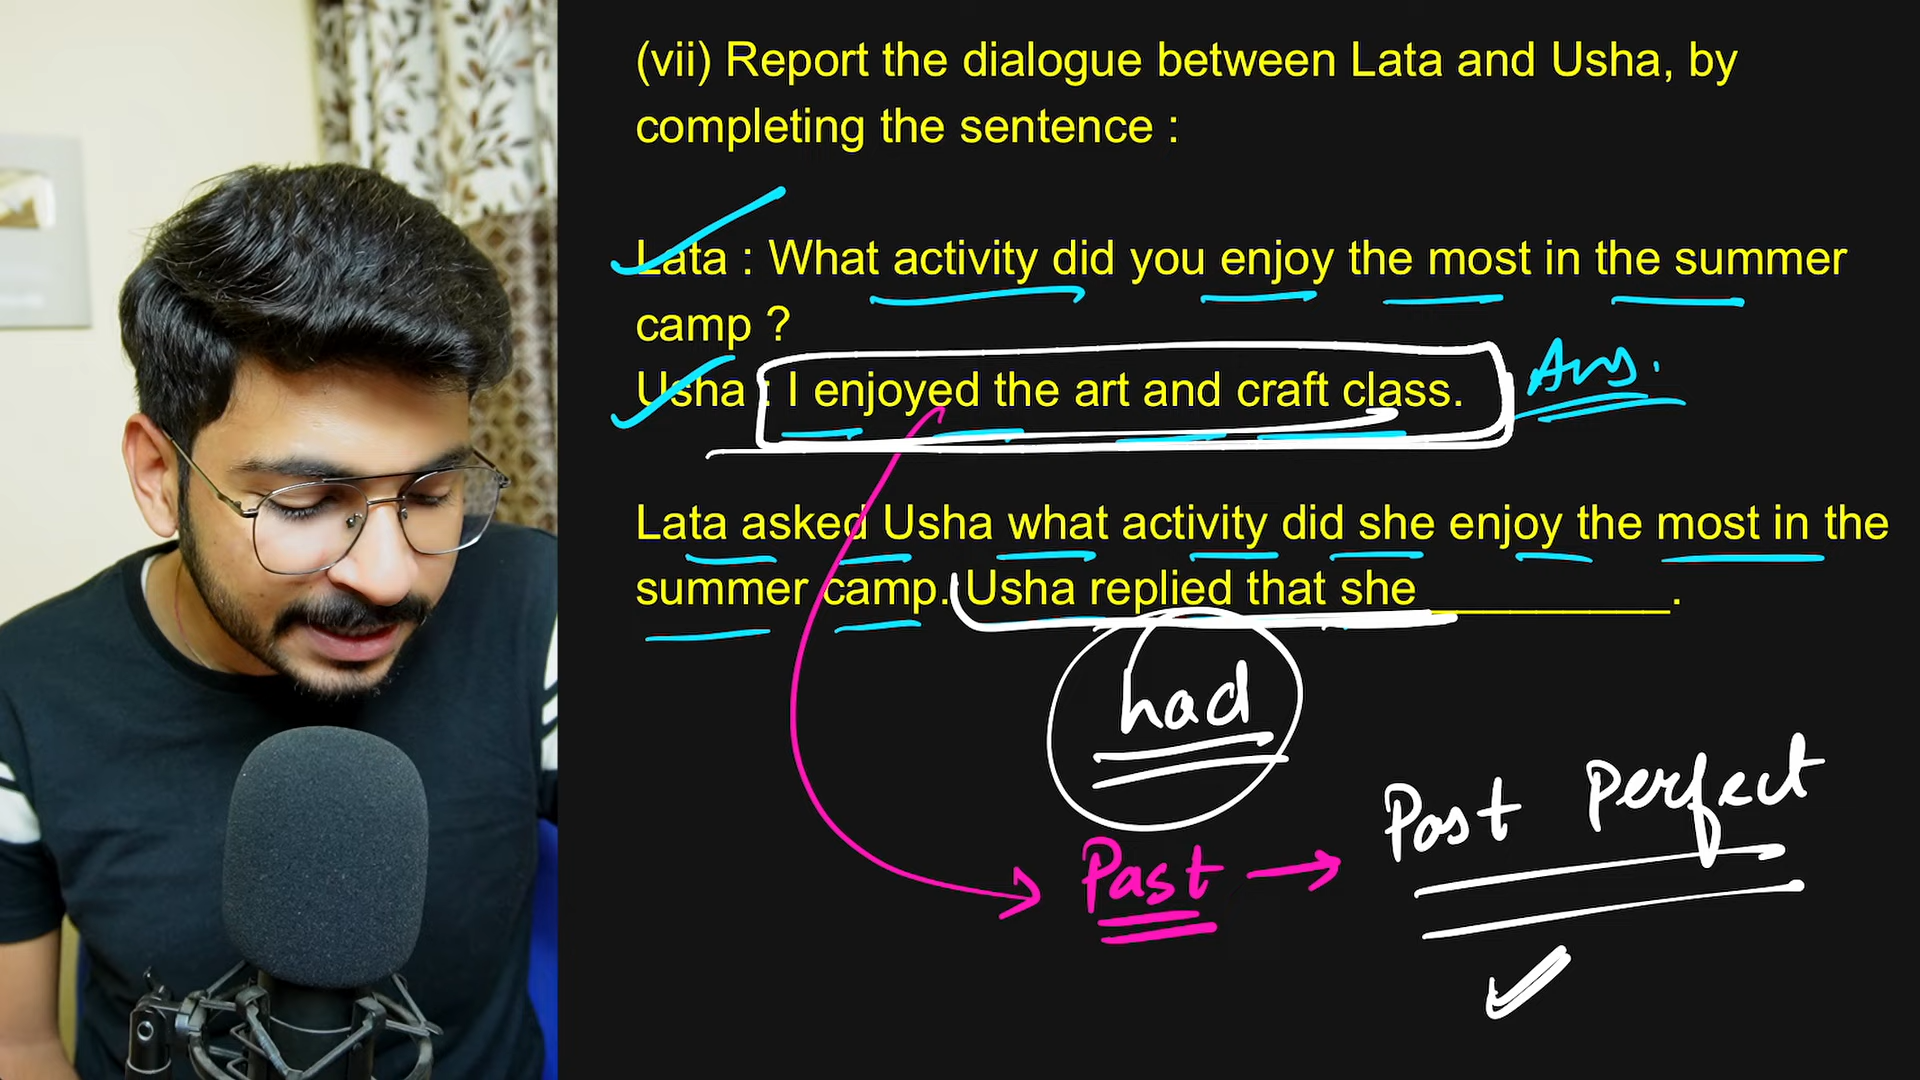 (vii) Report the dialogue between Lata and Usha, by
completing the sentence :
Lata : What activity did you enjoy the most in the summer
camp ?
Usha : I enjoyed the art and craft class.
Ans.
Lata asked Usha what activity did she enjoy the most in the
summer camp. Usha replied that she __________.
had
Past → Past Perfect